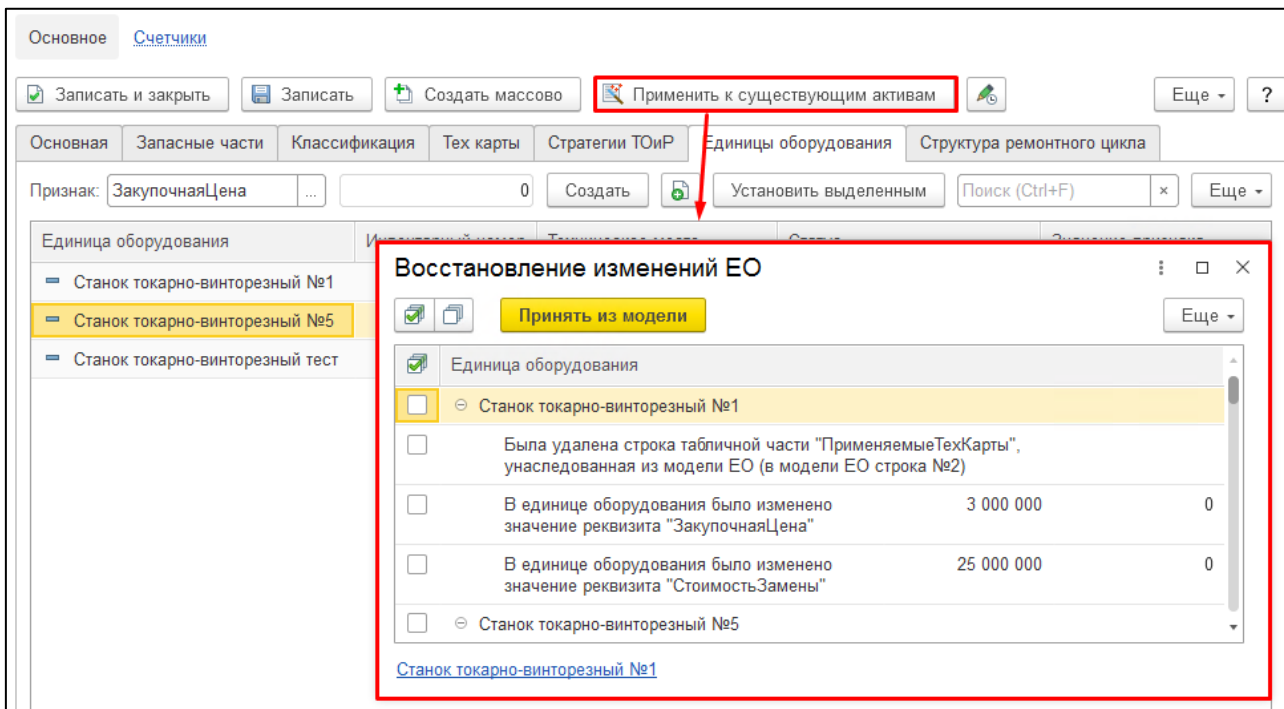 Основное Счетчики
Записать и закрыть Записать Создать массово Применить к существующим активам Еще ?
Основная Запасные части Классификация Тех карты Стратегии ТОиР Единицы оборудования Структура ремонтного цикла
Признак: ЗакупочнаяЦена ... 0 Создать Установить выделенным Поиск (Ctrl+F) × Еще
Единица оборудования
Станок токарно-винторезный №1
Станок токарно-винторезный №5
Станок токарно-винторезный тест
Восстановление изменений ЕО
Принять из модели Еще
Единица оборудования
Станок токарно-винторезный №1
Была удалена строка табличной части "ПрименяемыеТехКарты",
унаследованная из модели ЕО (в модели ЕО строка №2)
В единице оборудования было изменено 3 000 000 0
значение реквизита "ЗакупочнаяЦена"
В единице оборудования было изменено 25 000 000 0
значение реквизита "СтоимостьЗамены"
Станок токарно-винторезный №5
Станок токарно-винторезный №1